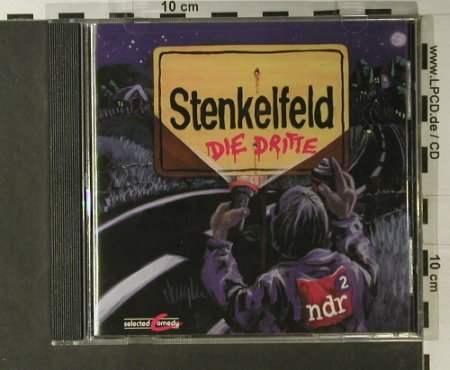 10 cm
www.LPCD.de / CD
10 cm
Stenkelfeld
DIE DRITTE
ndr 2
selected Comedy